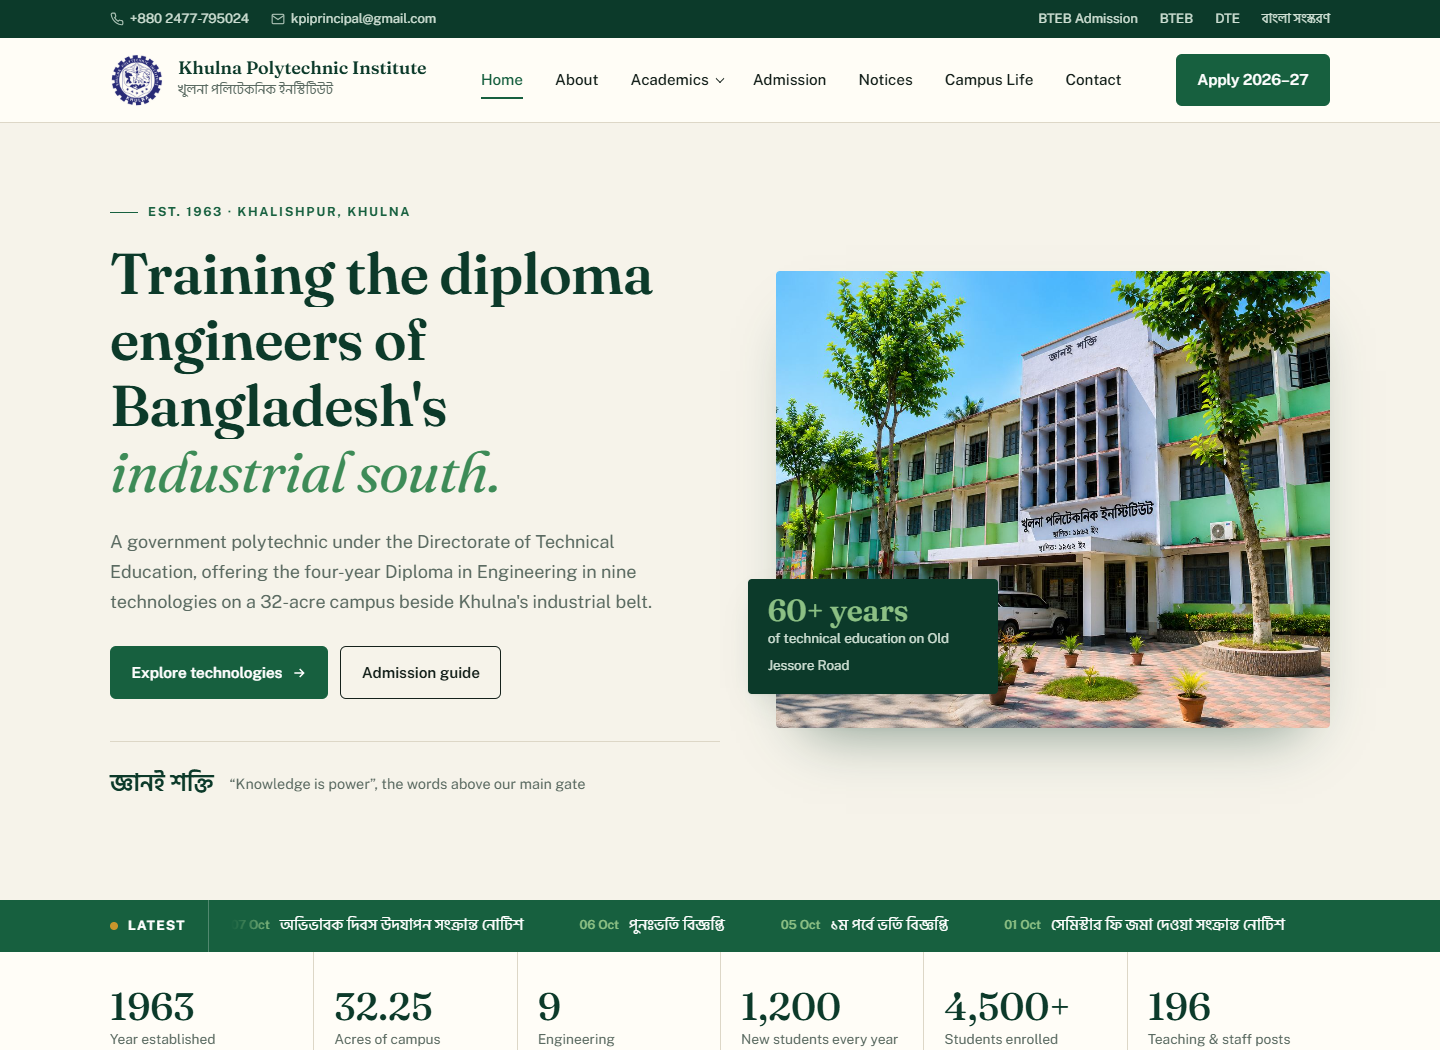 +880 2477-795024
kpiprincipal@gmail.com
BTEB Admission
BTEB
DTE
বাংলা সংস্করণ
Khulna Polytechnic Institute
খুলনা পলিটেকনিক ইনস্টিটিউট
Home
About
Academics
Admission
Notices
Campus Life
Contact
Apply 2026–27
EST. 1963 · KHALISHPUR, KHULNA
Training the diploma
engineers of
Bangladesh's
industrial south.
A government polytechnic under the Directorate of Technical
Education, offering the four-year Diploma in Engineering in nine
technologies on a 32-acre campus beside Khulna's industrial belt.
Explore technologies
Admission guide
জ্ঞানই শক্তি
“Knowledge is power”, the words above our main gate
জ্ঞানই শক্তি
খুলনা পলিটেকনিক ইনস্টিটিউট
60+ years
of technical education on Old
Jessore Road
LATEST
07 Oct অভিভাবক দিবস উদযাপন সংক্রান্ত নোটিশ
06 Oct পুনঃভর্তি বিজ্ঞপ্তি
05 Oct ১ম পর্বে ভর্তি বিজ্ঞপ্তি
01 Oct সেমিস্টার ফি জমা দেওয়া সংক্রান্ত নোটিশ
1963
Year established
32.25
Acres of campus
9
Engineering
1,200
New students every year
4,500+
Students enrolled
196
Teaching & staff posts